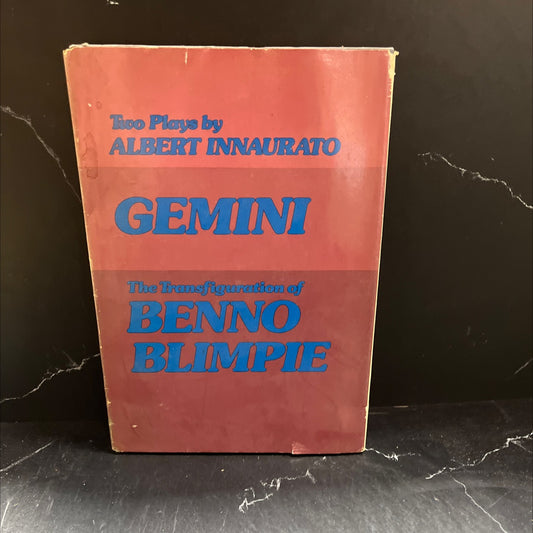 Two Plays by
ALBERT INNAURATO
GEMINI
The Transfiguration of
BENNO
BLIMPIE